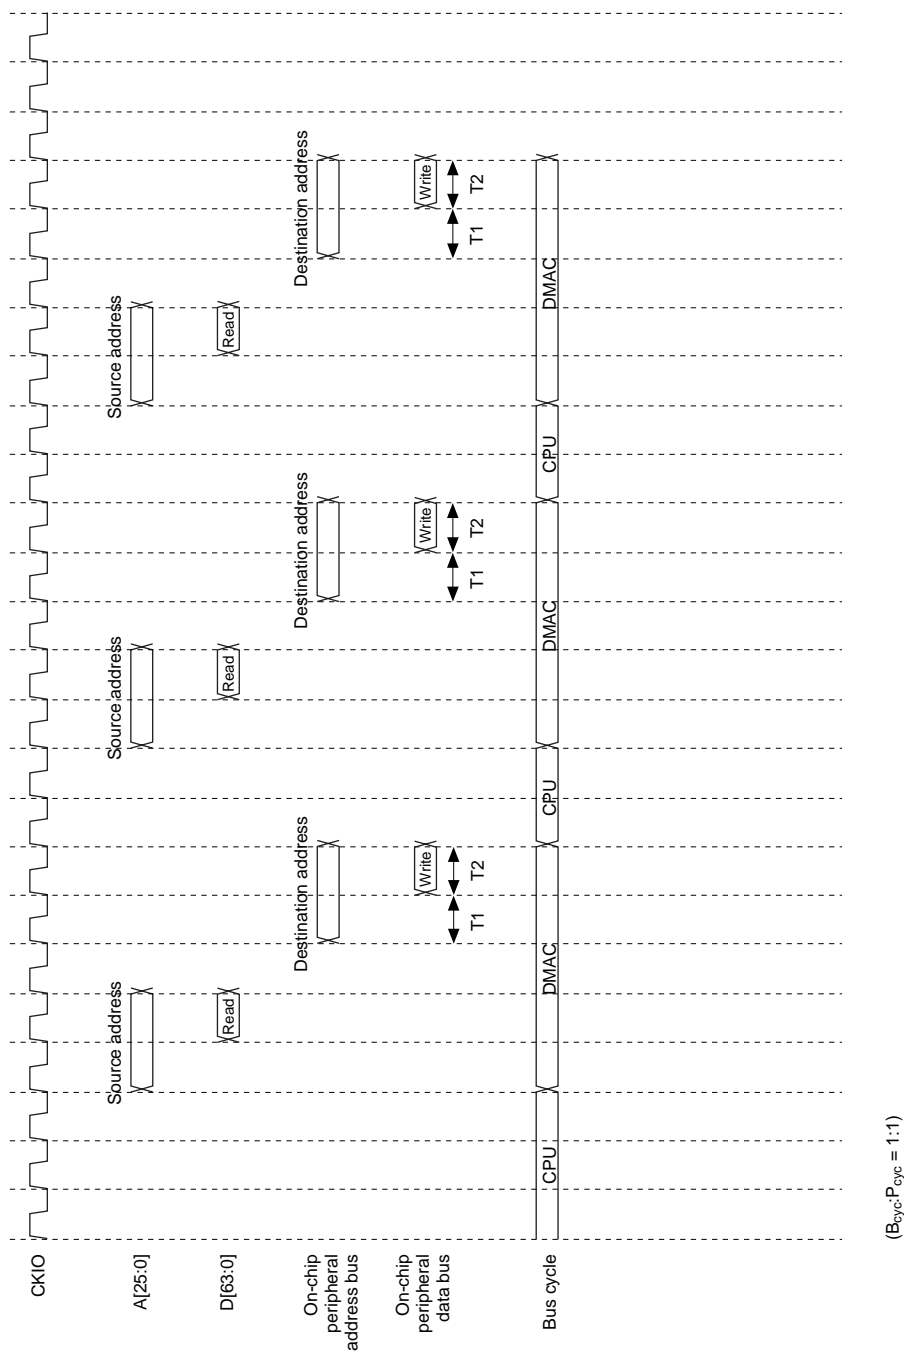 CKIO
A[25:0]
Source address
Source address
Source address
D[63:0]
Read
Read
Read
On-chip
peripheral
address bus
Destination address
Destination address
Destination address
On-chip
peripheral
data bus
Write
Write
Write
T1
T2
T1
T2
T1
T2
Bus cycle
CPU
DMAC
CPU
DMAC
CPU
DMAC
(Bcyc:Pcyc = 1:1)